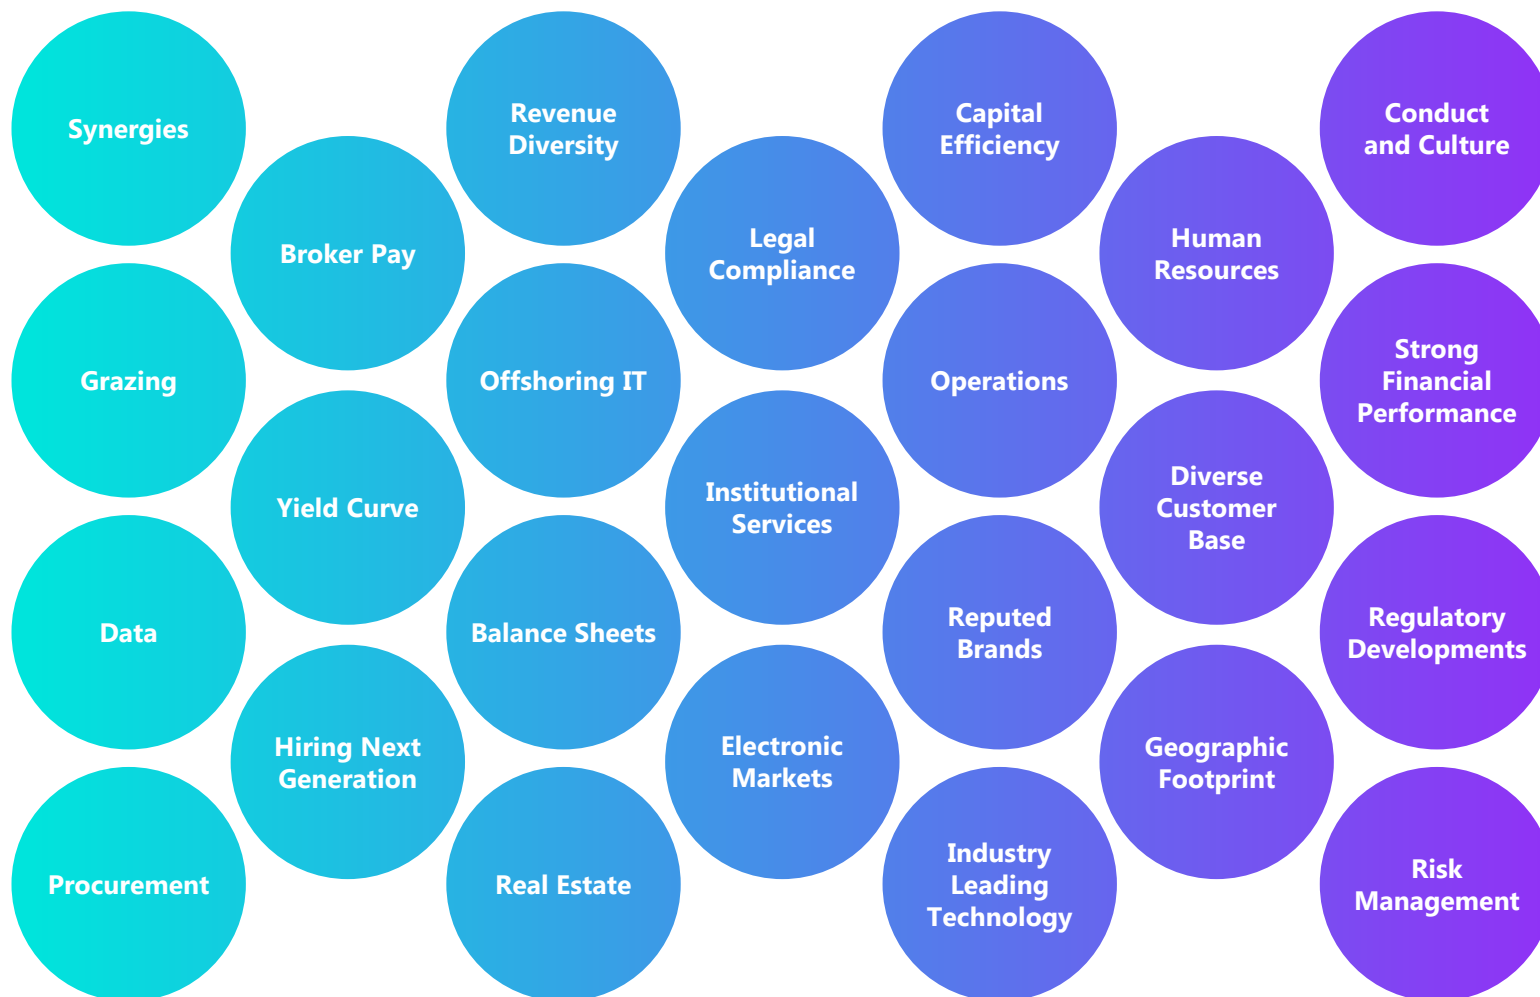 Synergies
Revenue
Diversity
Capital
Efficiency
Conduct
and Culture
Broker Pay
Legal
Compliance
Human
Resources
Grazing
Offshoring IT
Operations
Strong
Financial
Performance
Yield Curve
Institutional
Services
Diverse
Customer
Base
Data
Balance Sheets
Reputed
Brands
Regulatory
Developments
Hiring Next
Generation
Electronic
Markets
Geographic
Footprint
Procurement
Real Estate
Industry
Leading
Technology
Risk
Management